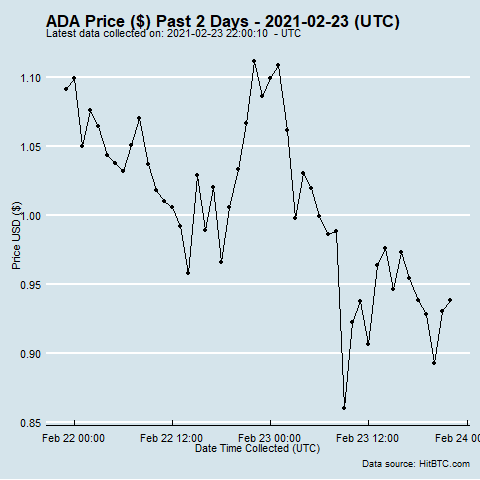 ADA Price ($) Past 2 Days - 2021-02-23 (UTC)
Latest data collected on: 2021-02-23 22:00:10  - UTC
1.10
1.05
1.00
0.95
0.90
0.85
Price USD ($)
Feb 22 00:00
Feb 22 12:00
Feb 23 00:00
Feb 23 12:00
Feb 24 00
Date Time Collected (UTC)
Data source: HitBTC.com